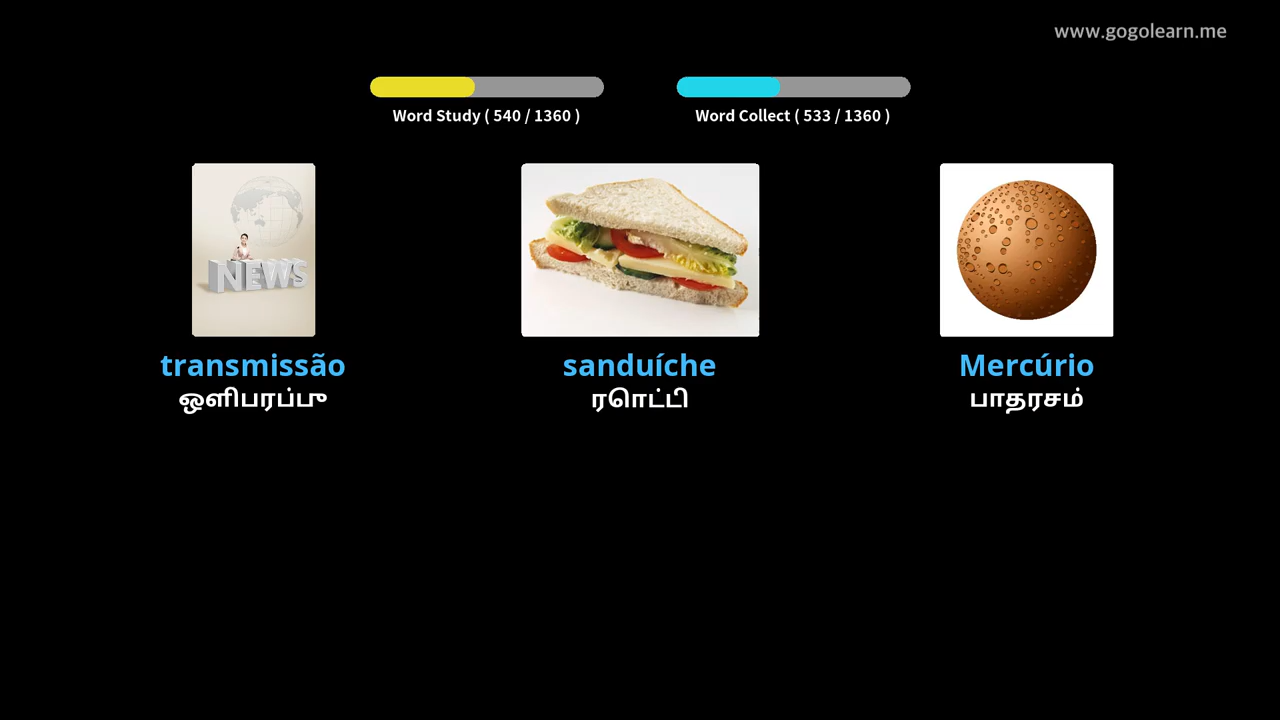 www.gogolearn.me
Word Study ( 540 / 1360 )
Word Collect ( 533 / 1360 )
NEWS
transmissão
sanduíche
Mercúrio
ஒளிபரப்பு
ரொட்டி
பாதரசம்